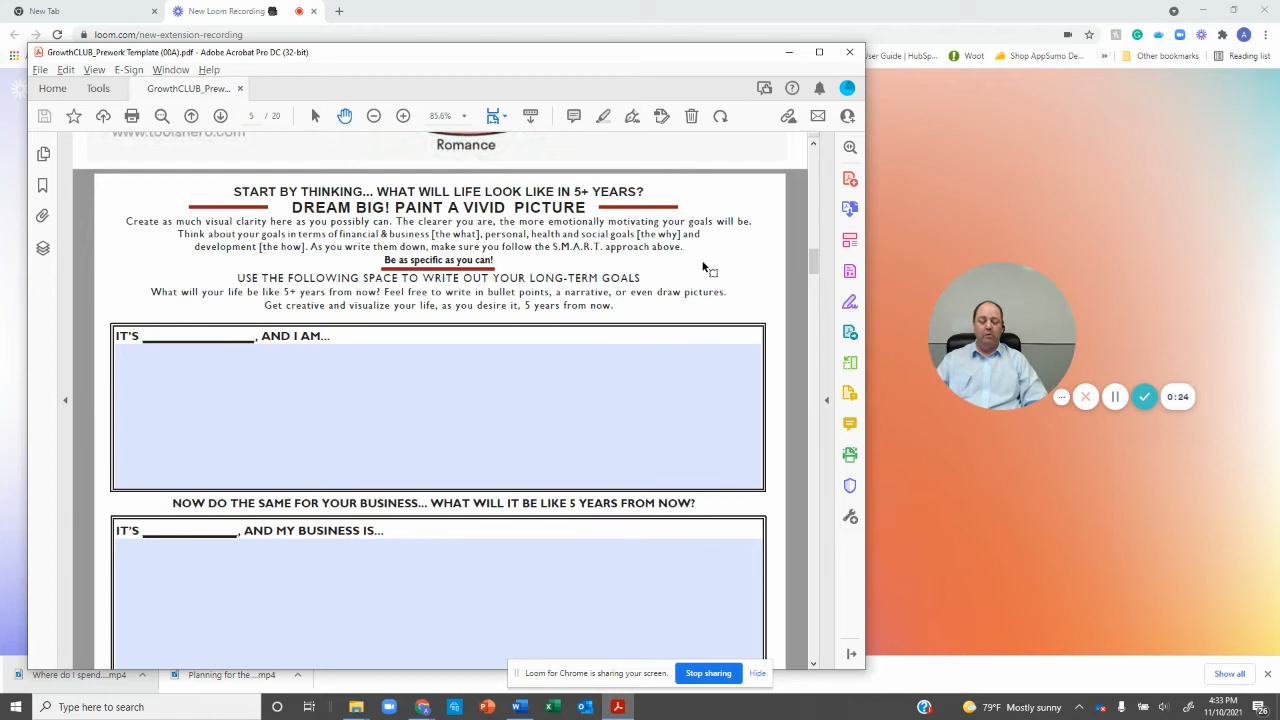 New Tab
New Loom Recording
loom.com/new-extension-recording
User Guide | HubSp...
Woot
Shop AppSumo De...
Other bookmarks
Reading list
GrowthCLUB_Prework Template (00A).pdf - Adobe Acrobat Pro DC (32-bit)
File Edit View E-Sign Window Help
Home Tools GrowthCLUB_Prew...
5 / 20
85.6%
www.toolshero.com
Romance
START BY THINKING... WHAT WILL LIFE LOOK LIKE IN 5+ YEARS?
DREAM BIG! PAINT A VIVID PICTURE
Create as much visual clarity here as you possibly can. The clearer you are, the more emotionally motivating your goals will be.
Think about your goals in terms of financial & business [the what], personal, health and social goals [the why] and
development [the how]. As you write them down, make sure you follow the S.M.A.R.T. approach above.
Be as specific as you can!
USE THE FOLLOWING SPACE TO WRITE OUT YOUR LONG-TERM GOALS
What will your life be like 5+ years from now? Feel free to write in bullet points, a narrative, or even draw pictures.
Get creative and visualize your life, as you desire it, 5 years from now.
IT'S ____________, AND I AM...
NOW DO THE SAME FOR YOUR BUSINESS... WHAT WILL IT BE LIKE 5 YEARS FROM NOW?
IT'S __________, AND MY BUSINESS IS...
0:24
Loom for Chrome is sharing your screen.
Stop sharing
Hide
Where do I spend....mp4
Planning for the....mp4
Show all
Type here to search
79°F Mostly sunny
4:33 PM
11/10/2021
26